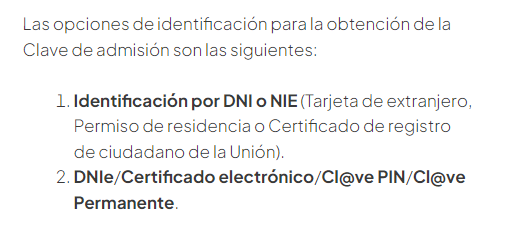 Las opciones de identificación para la obtención de la
Clave de admisión son las siguientes:
1. Identificación por DNI o NIE (Tarjeta de extranjero,
Permiso de residencia o Certificado de registro
de ciudadano de la Unión).
2. DNIe/Certificado electrónico/Cl@ve PIN/Cl@ve
Permanente.